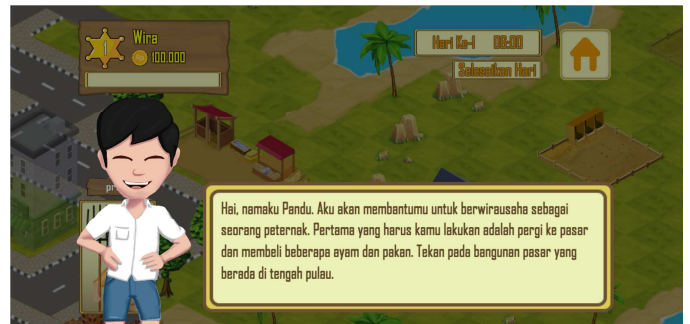 1
Wira
Rp 100.000
Hari Ke-1 08:00
Selesaikan Hari
Hai, namaku Pandu. Aku akan membantumu untuk berwirausaha sebagai
seorang peternak. Pertama yang harus kamu lakukan adalah pergi ke pasar
dan membeli beberapa ayam dan pakan. Tekan pada bangunan pasar yang
berada di tengah pulau.